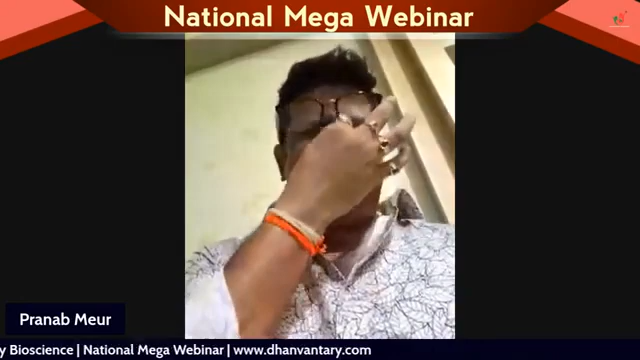 National Mega Webinar
Pranab Meur
y Bioscience | National Mega Webinar | www.dhanvantary.com